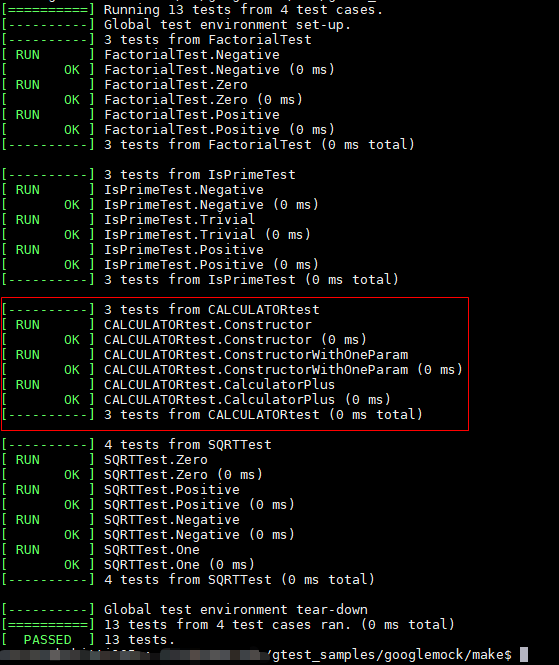 [==========] Running 13 tests from 4 test cases.
[----------] Global test environment set-up.
[----------] 3 tests from FactorialTest
[ RUN      ] FactorialTest.Negative
[       OK ] FactorialTest.Negative (0 ms)
[ RUN      ] FactorialTest.Zero
[       OK ] FactorialTest.Zero (0 ms)
[ RUN      ] FactorialTest.Positive
[       OK ] FactorialTest.Positive (0 ms)
[----------] 3 tests from FactorialTest (0 ms total)
[----------] 3 tests from IsPrimeTest
[ RUN      ] IsPrimeTest.Negative
[       OK ] IsPrimeTest.Negative (0 ms)
[ RUN      ] IsPrimeTest.Trivial
[       OK ] IsPrimeTest.Trivial (0 ms)
[ RUN      ] IsPrimeTest.Positive
[       OK ] IsPrimeTest.Positive (0 ms)
[----------] 3 tests from IsPrimeTest (0 ms total)
[----------] 3 tests from CALCULATORtest
[ RUN      ] CALCULATORtest.Constructor
[       OK ] CALCULATORtest.Constructor (0 ms)
[ RUN      ] CALCULATORtest.ConstructorWithOneParam
[       OK ] CALCULATORtest.ConstructorWithOneParam (0 ms)
[ RUN      ] CALCULATORtest.CalculatorPlus
[       OK ] CALCULATORtest.CalculatorPlus (0 ms)
[----------] 3 tests from CALCULATORtest (0 ms total)
[----------] 4 tests from SQRTTest
[ RUN      ] SQRTTest.Zero
[       OK ] SQRTTest.Zero (0 ms)
[ RUN      ] SQRTTest.Positive
[       OK ] SQRTTest.Positive (0 ms)
[ RUN      ] SQRTTest.Negative
[       OK ] SQRTTest.Negative (0 ms)
[ RUN      ] SQRTTest.One
[       OK ] SQRTTest.One (0 ms)
[----------] 4 tests from SQRTTest (0 ms total)
[----------] Global test environment tear-down
[==========] 13 tests from 4 test cases ran. (0 ms total)
[  PASSED  ] 13 tests.
/gtest_samples/googlemock/make$